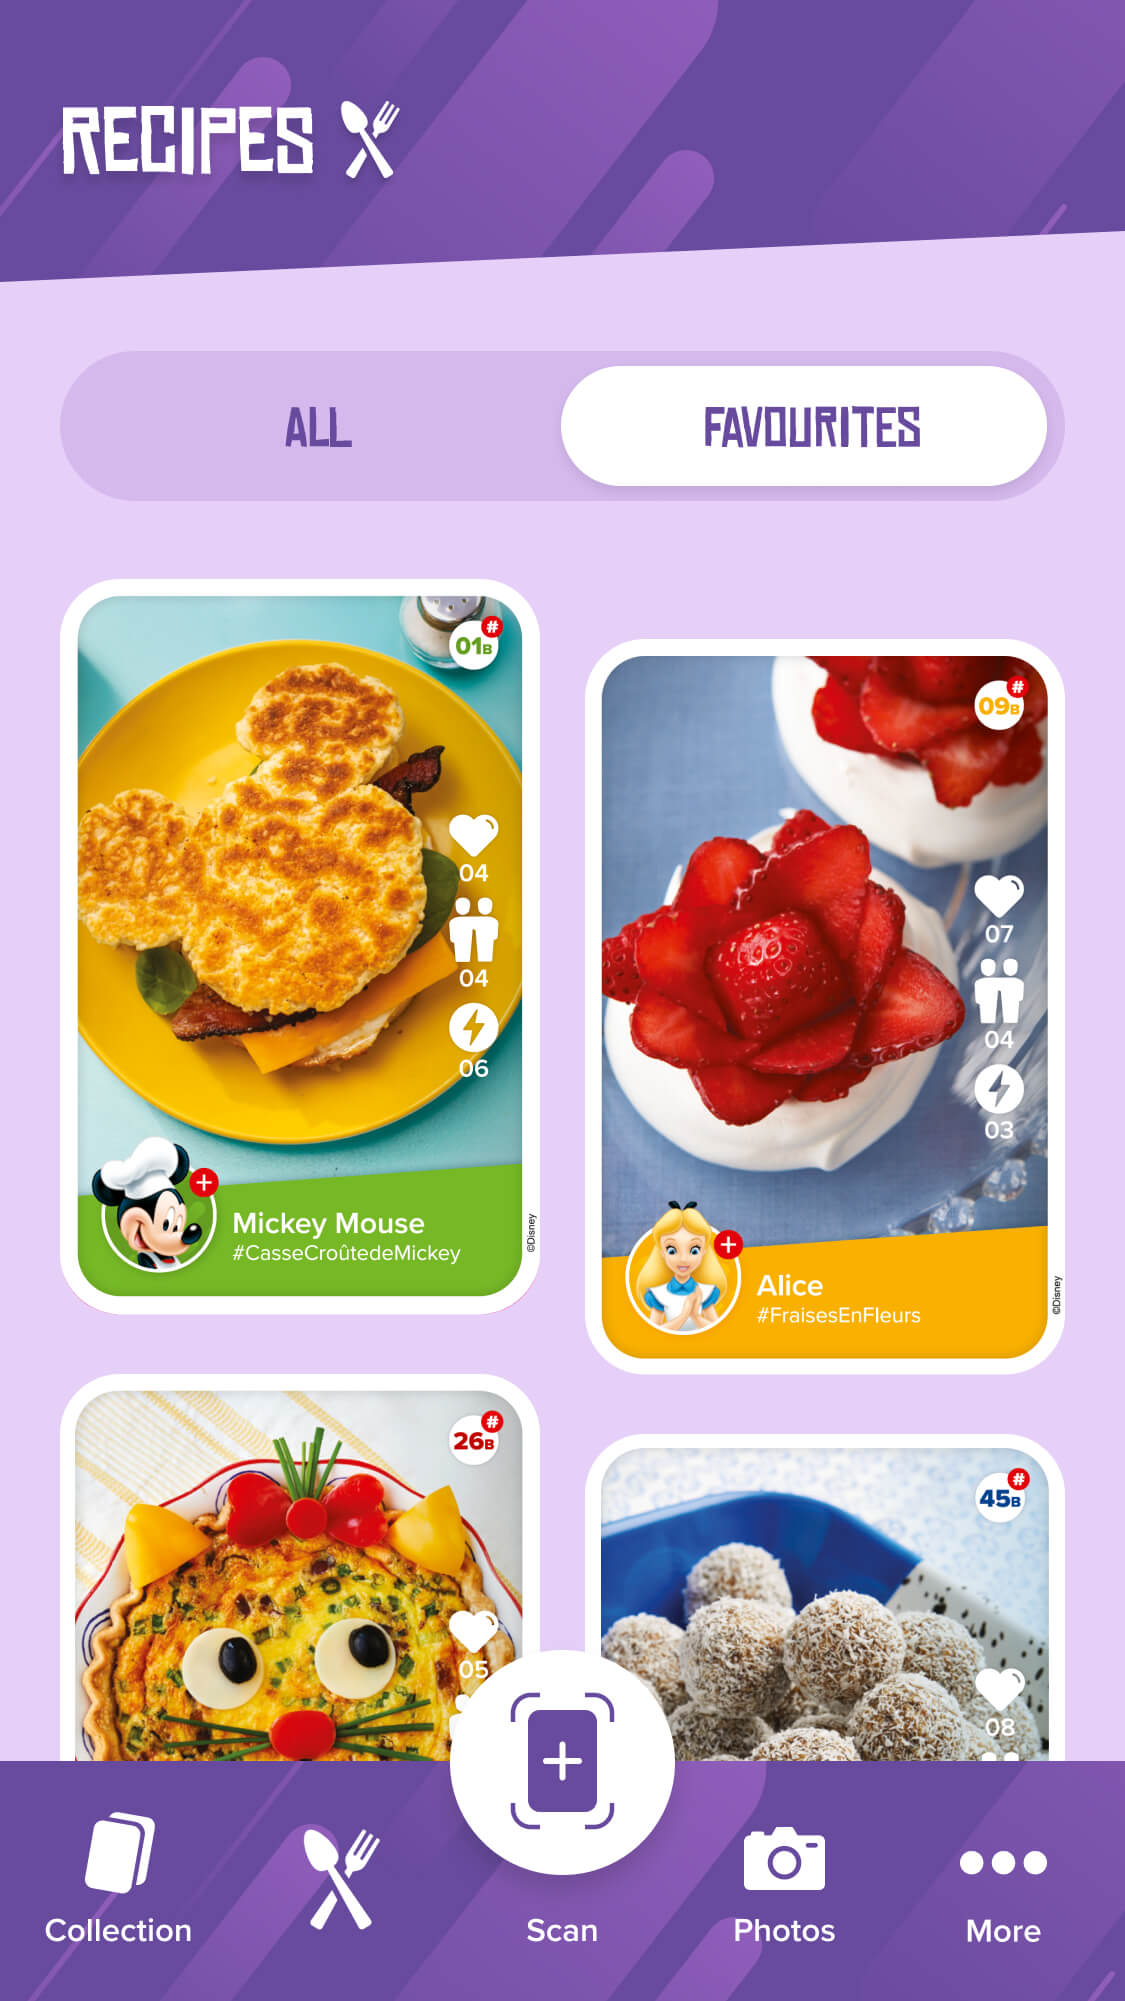 RECIPES
ALL
FAVOURITES
#
01B
04
04
06
Mickey Mouse
#CasseCroûtedeMickey
©Disney
#
09B
07
04
03
Alice
#FraisesEnFleurs
©Disney
#
26B
05
#
45B
08
Collection
Scan
Photos
More